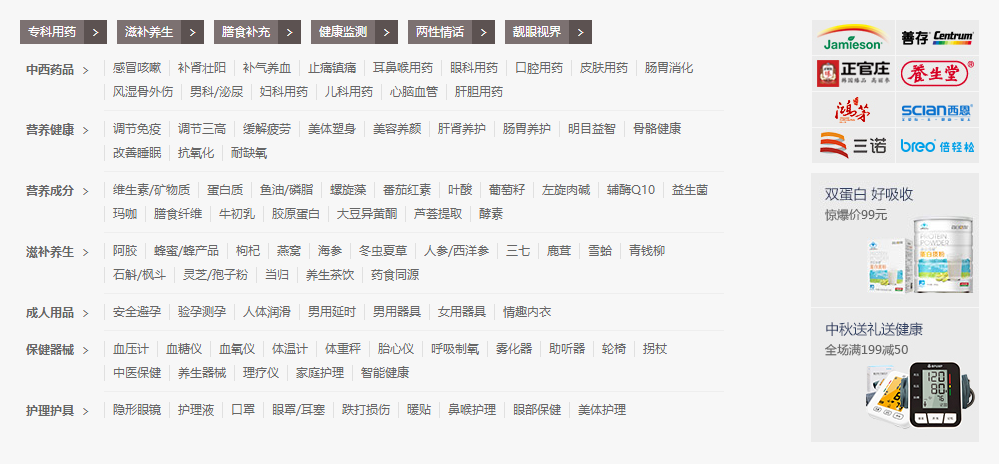 专科用药 > 滋补养生 > 膳食补充 > 健康监测 > 两性情话 > 靓眼视界 >
中西药品 > 感冒咳嗽 补肾壮阳 补气养血 止痛镇痛 耳鼻喉用药 眼科用药 口腔用药 皮肤用药 肠胃消化
风湿骨外伤 男科/泌尿 妇科用药 儿科用药 心脑血管 肝胆用药
营养健康 > 调节免疫 调节三高 缓解疲劳 美体塑身 美容养颜 肝肾养护 肠胃养护 明目益智 骨骼健康
改善睡眠 抗氧化 耐缺氧
营养成分 > 维生素/矿物质 蛋白质 鱼油/磷脂 螺旋藻 番茄红素 叶酸 葡萄籽 左旋肉碱 辅酶Q10 益生菌
玛咖 膳食纤维 牛初乳 胶原蛋白 大豆异黄酮 芦荟提取 酵素
滋补养生 > 阿胶 蜂蜜/蜂产品 枸杞 燕窝 海参 冬虫夏草 人参/西洋参 三七 鹿茸 雪蛤 青钱柳
石斛/枫斗 灵芝/孢子粉 当归 养生茶饮 药食同源
成人用品 > 安全避孕 验孕测孕 人体润滑 男用延时 男用器具 女用器具 情趣内衣
保健器械 > 血压计 血糖仪 血氧仪 体温计 体重秤 胎心仪 呼吸制氧 雾化器 助听器 轮椅 拐杖
中医保健 养生器械 理疗仪 家庭护理 智能健康
护理护具 > 隐形眼镜 护理液 口罩 眼罩/耳塞 跌打损伤 暖贴 鼻喉护理 眼部保健 美体护理
Jamieson 善存 Centrum
正官庄 养生堂®
鸿茅 SCIAN西恩
三诺 breo 倍轻松
双蛋白 好吸收
惊爆价99元
PROTEIN
POWDER
蛋白质粉
中秋送礼送健康
全场满199减50
120
80